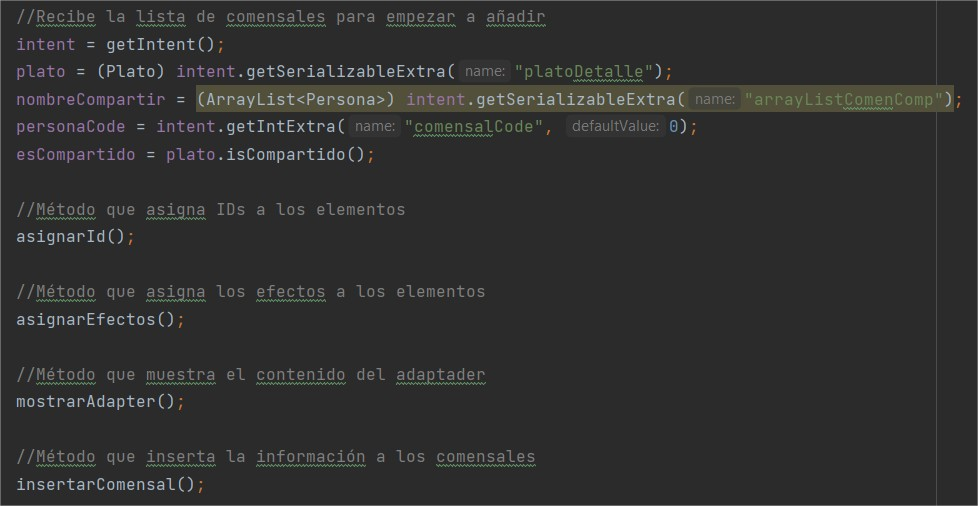 //Recibe la lista de comensales para empezar a añadir
intent = getIntent();
plato = (Plato) intent.getSerializableExtra( name: "platoDetalle");
nombreCompartir = (ArrayList<Persona>) intent.getSerializableExtra( name: "arrayListComenComp");
personaCode = intent.getIntExtra( name: "comensalCode", defaultValue: 0);
esCompartido = plato.isCompartido();
//Método que asigna IDs a los elementos
asignarId();
//Método que asigna los efectos a los elementos
asignarEfectos();
//Método que muestra el contenido del adaptader
mostrarAdapter();
//Método que inserta la información a los comensales
insertarComensal();